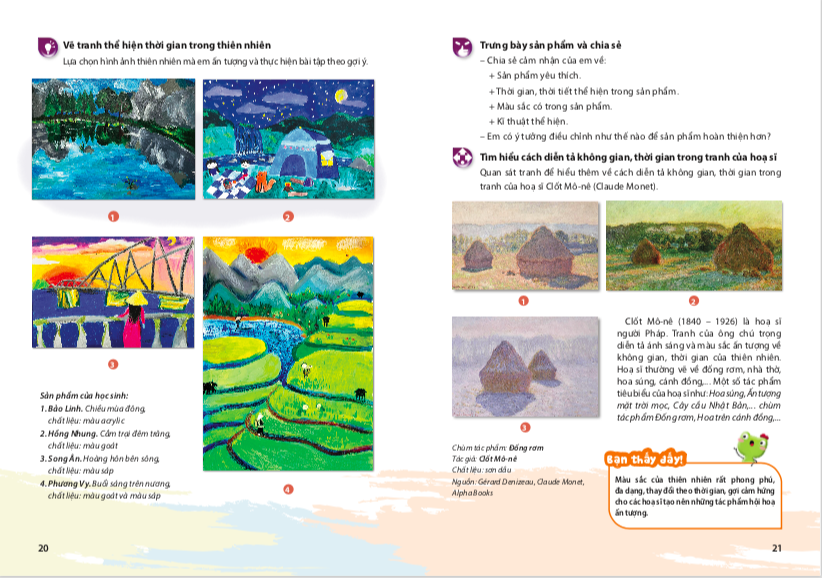 Vẽ tranh thể hiện thời gian trong thiên nhiên
Lựa chọn hình ảnh thiên nhiên mà em ấn tượng và thực hiện bài tập theo gợi ý.
1
2
3
4
Sản phẩm của học sinh:
1. Bảo Linh. Chiều mùa đông,
chất liệu: màu acrylic
2. Hồng Nhung. Cắm trại đêm trăng,
chất liệu: màu goát
3. Song Ân. Hoàng hôn bên sông,
chất liệu: màu sáp
4. Phương Vy. Buổi sáng trên nương,
chất liệu: màu goát và màu sáp
20
Trưng bày sản phẩm và chia sẻ
– Chia sẻ cảm nhận của em về:
+ Sản phẩm yêu thích.
+ Thời gian, thời tiết thể hiện trong sản phẩm.
+ Màu sắc có trong sản phẩm.
+ Kĩ thuật thể hiện.
– Em có ý tưởng điều chỉnh như thế nào để sản phẩm hoàn thiện hơn?
Tìm hiểu cách diễn tả không gian, thời gian trong tranh của hoạ sĩ
Quan sát tranh để hiểu thêm về cách diễn tả không gian, thời gian trong
tranh của hoạ sĩ Clốt Mô-nê (Claude Monet).
1
2
3
Clốt Mô-nê (1840 – 1926) là hoạ sĩ
người Pháp. Tranh của ông chú trọng
diễn tả ánh sáng và màu sắc ấn tượng về
không gian, thời gian của thiên nhiên.
Hoạ sĩ thường vẽ về đống rơm, nhà thờ,
hoa súng, cánh đồng,... Một số tác phẩm
tiêu biểu của hoạ sĩ như: Hoa súng, Ấn tượng
mặt trời mọc, Cây cầu Nhật Bản,... chùm
tác phẩm Đống rơm, Hoa trên cánh đồng,...
Chùm tác phẩm: Đống rơm
Tác giả: Clốt Mô-nê
Chất liệu: sơn dầu
Nguồn: Gérard Denizeau, Claude Monet,
AlphaBooks
Bạn thấy đấy!
Màu sắc của thiên nhiên rất phong phú,
đa dạng, thay đổi theo thời gian, gợi cảm hứng
cho các hoạ sĩ tạo nên những tác phẩm hội hoạ
ấn tượng.
21